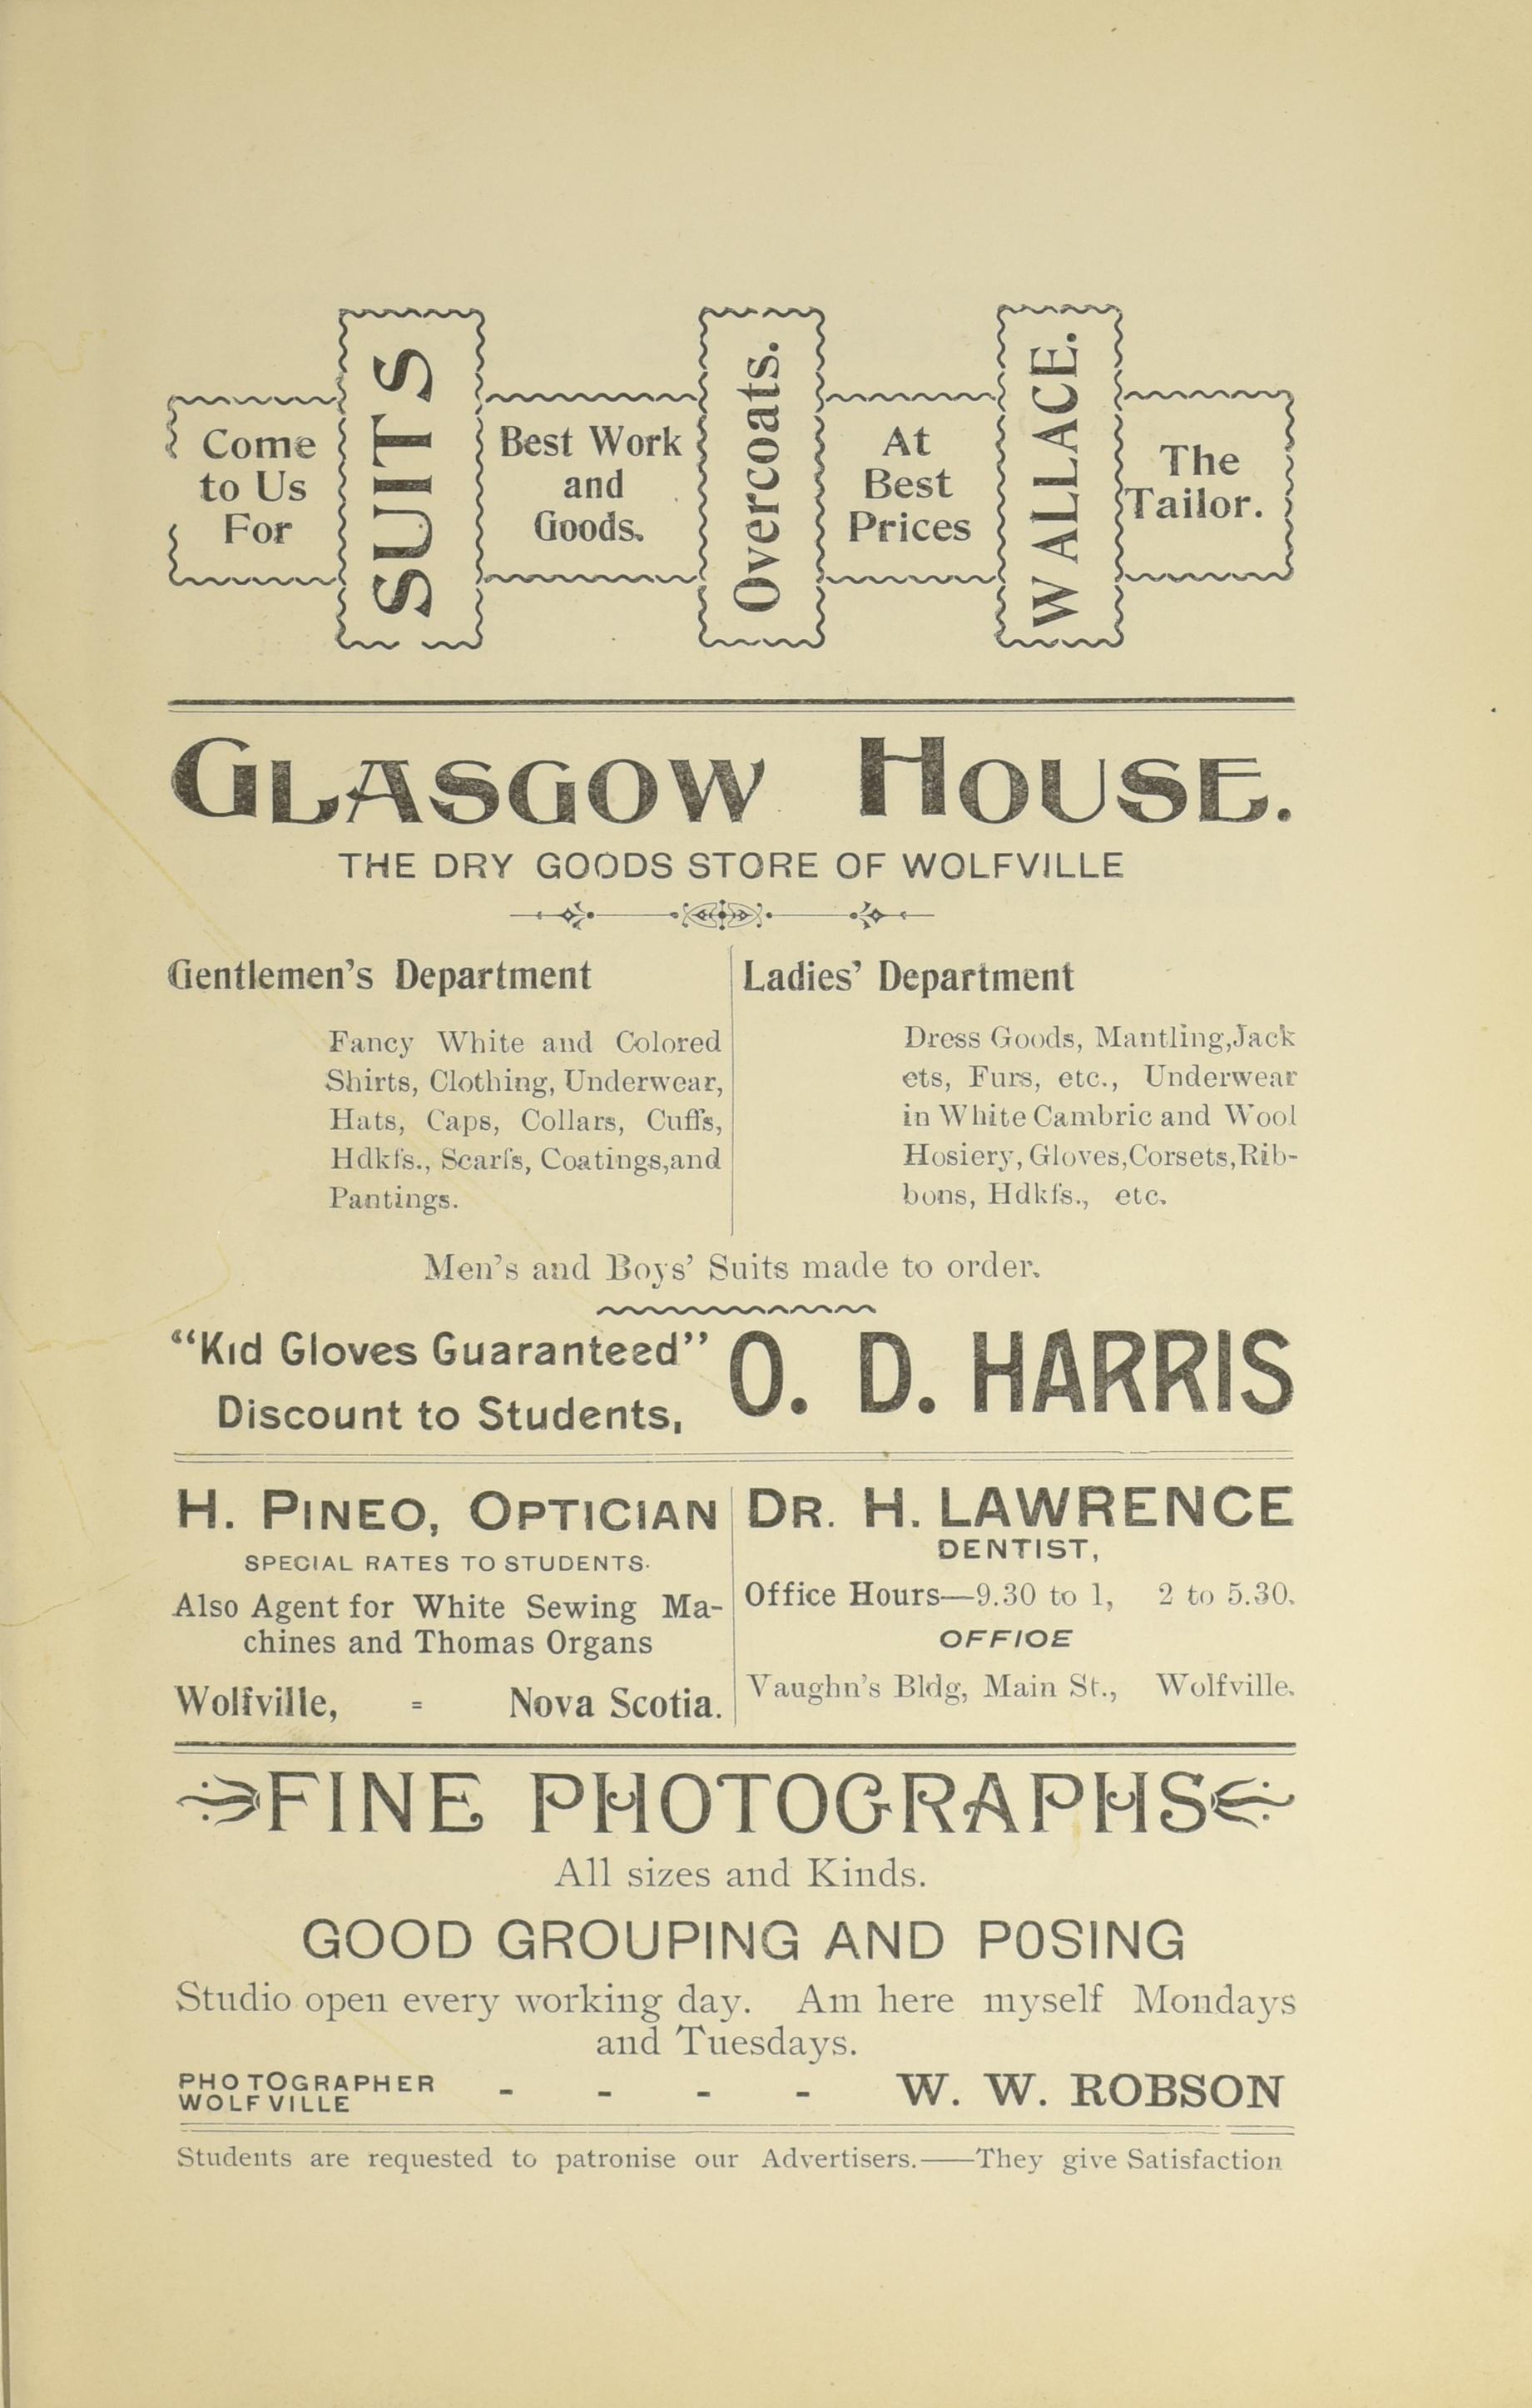 Come
to Us
For
SUITS
Best Work
and
Goods.
Overcoats.
At
Best
Prices
WALLACE.
The
Tailor.
GLASGOW HOUSE.
THE DRY GOODS STORE OF WOLFVILLE
Gentlemen's Department
Fancy White and Colored
Shirts, Clothing, Underwear,
Hats, Caps, Collars, Cuffs,
Hdkfs., Scarfs, Coatings,and
Pantings.
Ladies' Department
Dress Goods, Mantling,Jack
ets, Furs, etc., Underwear
in White Cambric and Wool
Hosiery, Gloves,Corsets,Rib-
bons, Hdkfs., etc.
Men's and Boys' Suits made to order.
"Kid Gloves Guaranteed"
Discount to Students,
O. D. HARRIS
H. PINEO, OPTICIAN
SPECIAL RATES TO STUDENTS.
Also Agent for White Sewing Ma-
chines and Thomas Organs
Wolfville, = Nova Scotia.
DR. H. LAWRENCE
DENTIST,
Office Hours—9.30 to 1, 2 to 5.30.
OFFIOE
Vaughn's Bldg, Main St., Wolfville.
FINE PHOTOGRAPHS
All sizes and Kinds.
GOOD GROUPING AND POSING
Studio open every working day. Am here myself Mondays
and Tuesdays.
PHOTOGRAPHER
WOLFVILLE
- - - - W. W. ROBSON
Students are requested to patronise our Advertisers.——They give Satisfaction